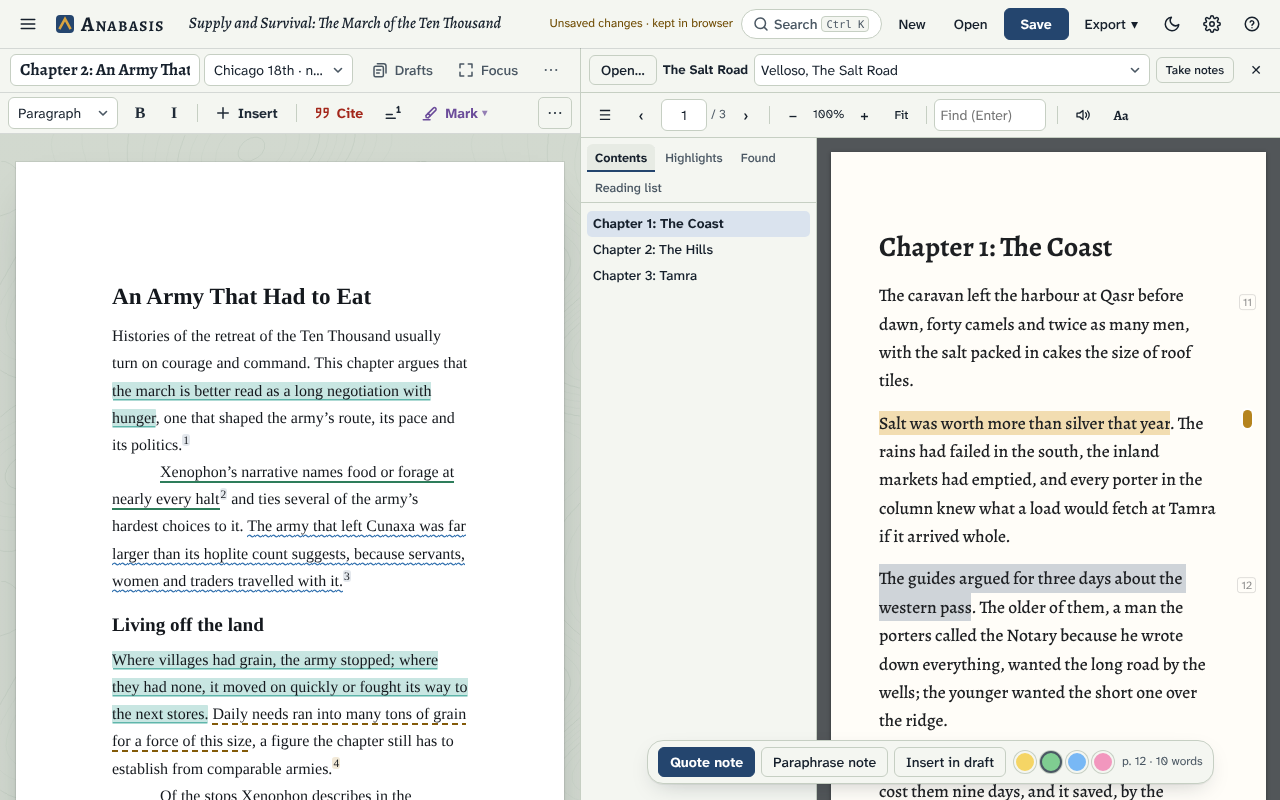 ANABASIS
Supply and Survival: The March of the Ten Thousand
Unsaved changes · kept in browser
Search Ctrl K
New
Open
Save
Export ▾
Chapter 2: An Army That
Chicago 18th · n...
Drafts
Focus
Open...
The Salt Road
Velloso, The Salt Road
Take notes
Paragraph
B
I
Insert
Cite
Mark
1
/ 3
100%
Fit
Find (Enter)
Aa
An Army That Had to Eat
Histories of the retreat of the Ten Thousand usually
turn on courage and command. This chapter argues that
the march is better read as a long negotiation with
hunger, one that shaped the army’s route, its pace and
its politics.1
Xenophon’s narrative names food or forage at
nearly every halt2 and ties several of the army’s
hardest choices to it. The army that left Cunaxa was far
larger than its hoplite count suggests, because servants,
women and traders travelled with it.3
Living off the land
Where villages had grain, the army stopped; where
they had none, it moved on quickly or fought its way to
the next stores. Daily needs ran into many tons of grain
for a force of this size, a figure the chapter still has to
establish from comparable armies.4
Of the stops Xenophon describes in the
Contents
Highlights
Found
Reading list
Chapter 1: The Coast
Chapter 2: The Hills
Chapter 3: Tamra
Chapter 1: The Coast
The caravan left the harbour at Qasr before
11
dawn, forty camels and twice as many men,
with the salt packed in cakes the size of roof
tiles.
Salt was worth more than silver that year. The
rains had failed in the south, the inland
markets had emptied, and every porter in the
column knew what a load would fetch at Tamra
if it arrived whole.
The guides argued for three days about the
12
western pass. The older of them, a man the
porters called the Notary because he wrote
down everything, wanted the long road by the
wells; the younger wanted the short one over
the ridge.
Quote note
Paraphrase note
Insert in draft
p. 12 · 10 words
cost them nine days, and it saved, by the